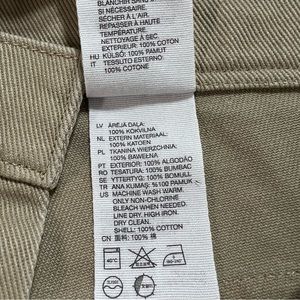 BLANCHIR SANS
SI NÉCESSAIRE.
SÉCHER À L'AIR.
REPASSER À HAUTE
TEMPÉRATURE.
NETTOYAGE À SEC.
EXTERIEUR: 100% COTON
HU KÜLSŐ: 100% PAMUT
IT TESSUTO ESTERNO:
100% COTONE
LV ĀRĒJĀ DAĻA:
100% KOKVILNA
NL EXTERN MATERIAAL:
100% KATOEN
PL TKANINA WIERZCHNIA:
100% BAWEŁNA
PT EXTERIOR: 100% ALGODÃO
RO TESATURA: 100% BUMBAC
SE YTTERTYG: 100% BOMULL
TR ANA KUMAŞ: %100 PAMUK
US MACHINE WASH WARM.
ONLY NON-CHLORINE
BLEACH WHEN NEEDED.
LINE DRY. HIGH IRON.
DRY CLEAN.
SHELL: 100% COTTON
CN 面料: 100% 棉
40°C